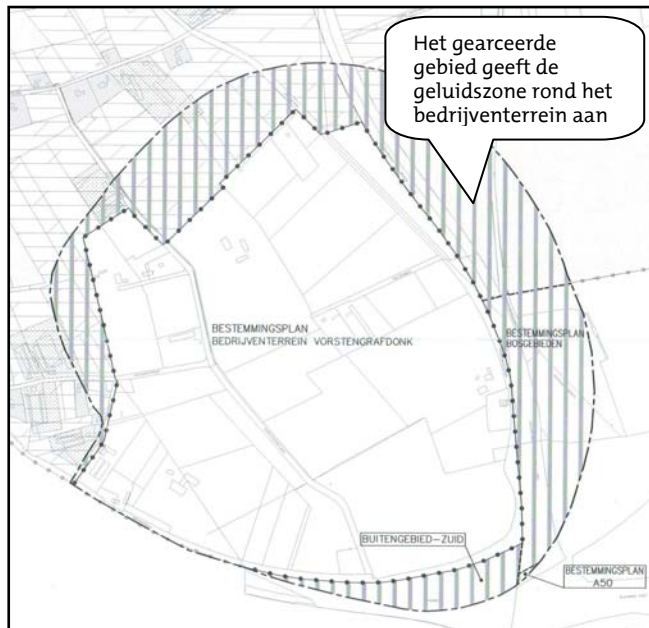 Het gearceerde
gebied geeft de
geluidszone rond het
bedrijventerrein aan
BESTEMMINGSPLAN
BEDRIJVENTERREIN VORSTENGRAFDONK
BESTEMMINGSPLAN
BOSGEBIEDEN
BUITENGEBIED-ZUID
BESTEMMINGSPLAN
A50